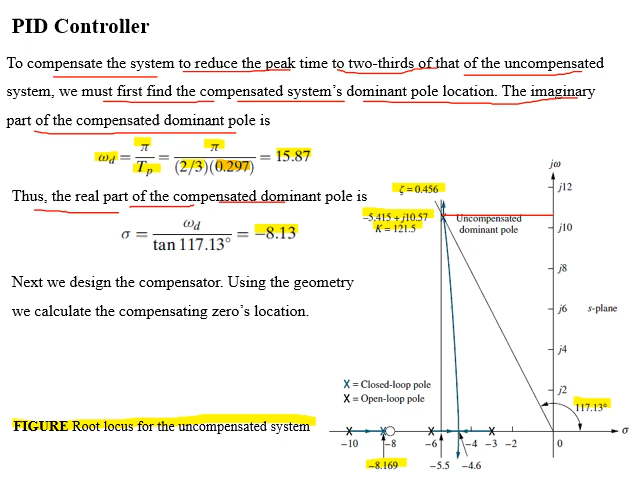 PID Controller
To compensate the system to reduce the peak time to two-thirds of that of the uncompensated
system, we must first find the compensated system's dominant pole location. The imaginary
part of the compensated dominant pole is
ω_d = π / T_p = π / (2/3)(0.297) = 15.87
Thus, the real part of the compensated dominant pole is
σ = ω_d / tan 117.13° = −8.13
Next we design the compensator. Using the geometry
we calculate the compensating zero's location.
FIGURE Root locus for the uncompensated system
jω
ζ = 0.456
j12
−5.415 + j10.57
K = 121.5
Uncompensated
dominant pole
j10
j8
j6
s-plane
j4
X = Closed-loop pole
X = Open-loop pole
j2
117.13°
σ
−10 −8 −6 −4 −3 −2 0
−8.169 −5.5 −4.6